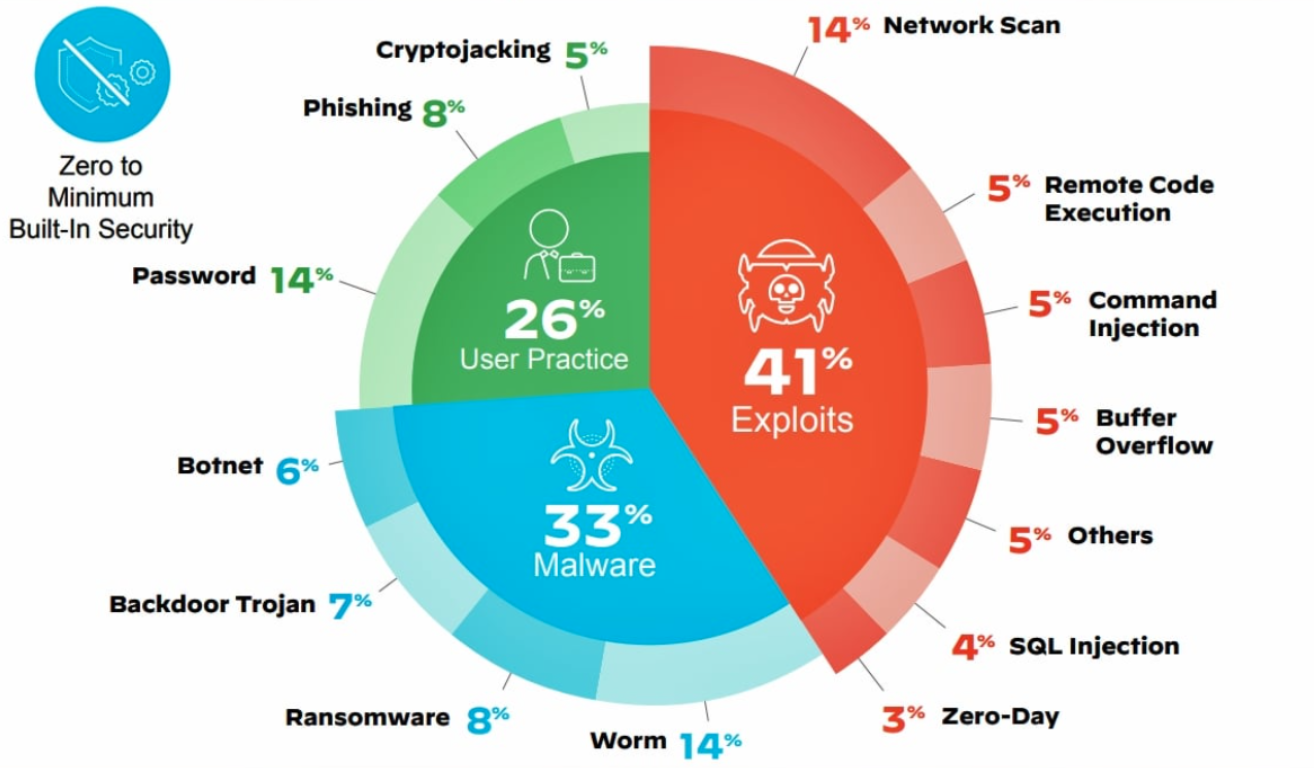 Zero to
Minimum
Built-In Security
Cryptojacking 5%
Phishing 8%
Password 14%
26%
User Practice
14% Network Scan
5% Remote Code
Execution
5% Command
Injection
5% Buffer
Overflow
5% Others
4% SQL Injection
3% Zero-Day
41%
Exploits
33%
Malware
Botnet 6%
Backdoor Trojan 7%
Ransomware 8%
Worm 14%